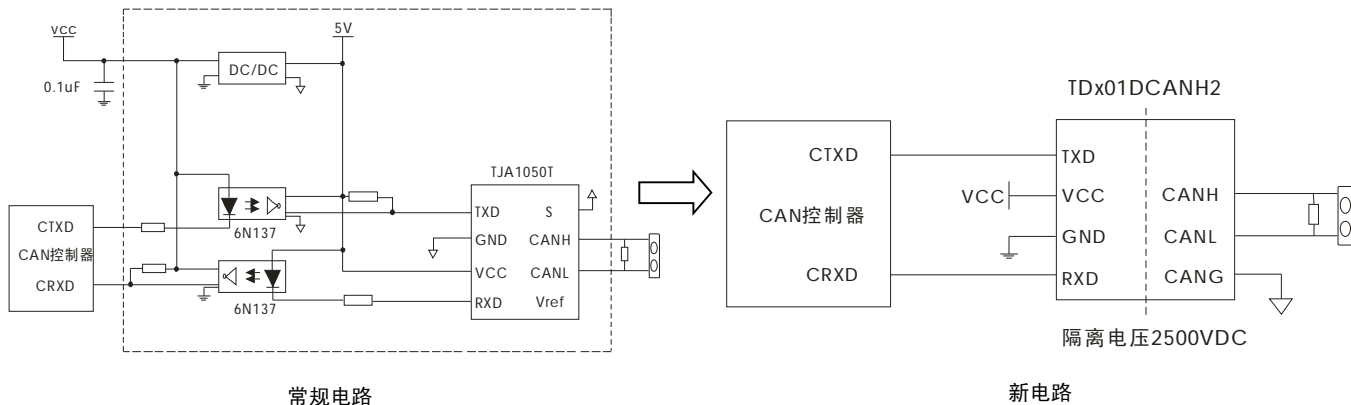 VCC
5V
DC/DC
0.1uF
TJA1050T
CTXD
CAN控制器
CRXD
6N137
6N137
TXD
S
GND
CANH
VCC
CANL
RXD
Vref
常规电路
TDx01DCANH2
CTXD
CAN控制器
CRXD
TXD
VCC
VCC
CANH
GND
CANL
RXD
CANG
隔离电压2500VDC
新电路